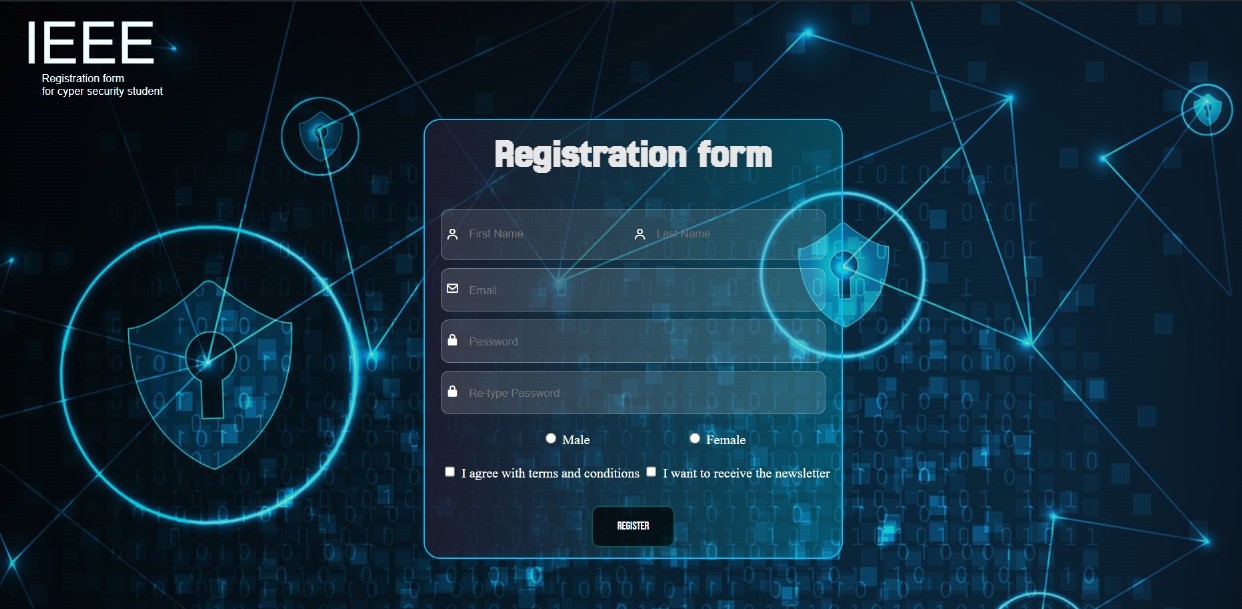 IEEE
Registration form
for cyper security student
Registration form
First Name Last Name
Email
Password
Re-type Password
Male Female
I agree with terms and conditions I want to receive the newsletter
REGISTER